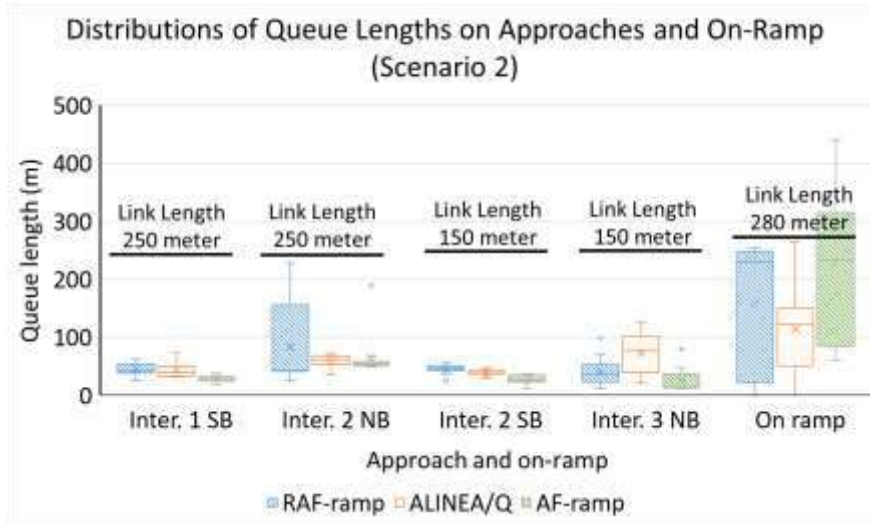 Distributions of Queue Lengths on Approaches and On-Ramp
(Scenario 2)
Queue length (m)
500
400
300
200
100
0
Link Length
250 meter
Link Length
250 meter
Link Length
150 meter
Link Length
150 meter
Link Length
280 meter
Inter. 1 SB
Inter. 2 NB
Inter. 2 SB
Inter. 3 NB
On ramp
Approach and on-ramp
RAF-ramp
ALINEA/Q
AF-ramp